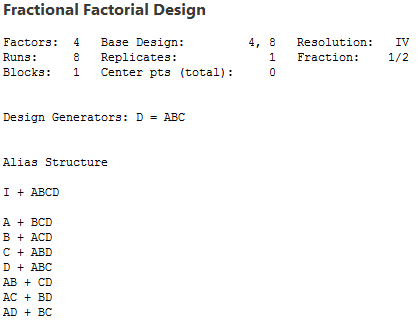 Fractional Factorial Design
Factors: 4 Base Design: 4, 8 Resolution: IV
Runs: 8 Replicates: 1 Fraction: 1/2
Blocks: 1 Center pts (total): 0
Design Generators: D = ABC
Alias Structure
I + ABCD
A + BCD
B + ACD
C + ABD
D + ABC
AB + CD
AC + BD
AD + BC